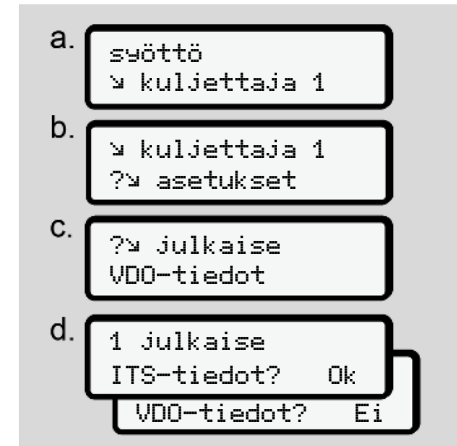 a.
syöttö
↘ kuljettaja 1
b.
↘ kuljettaja 1
?↘ asetukset
c.
?↘ julkaise
VDO-tiedot
d.
1 julkaise
ITS-tiedot? Ok
VDO-tiedot? Ei